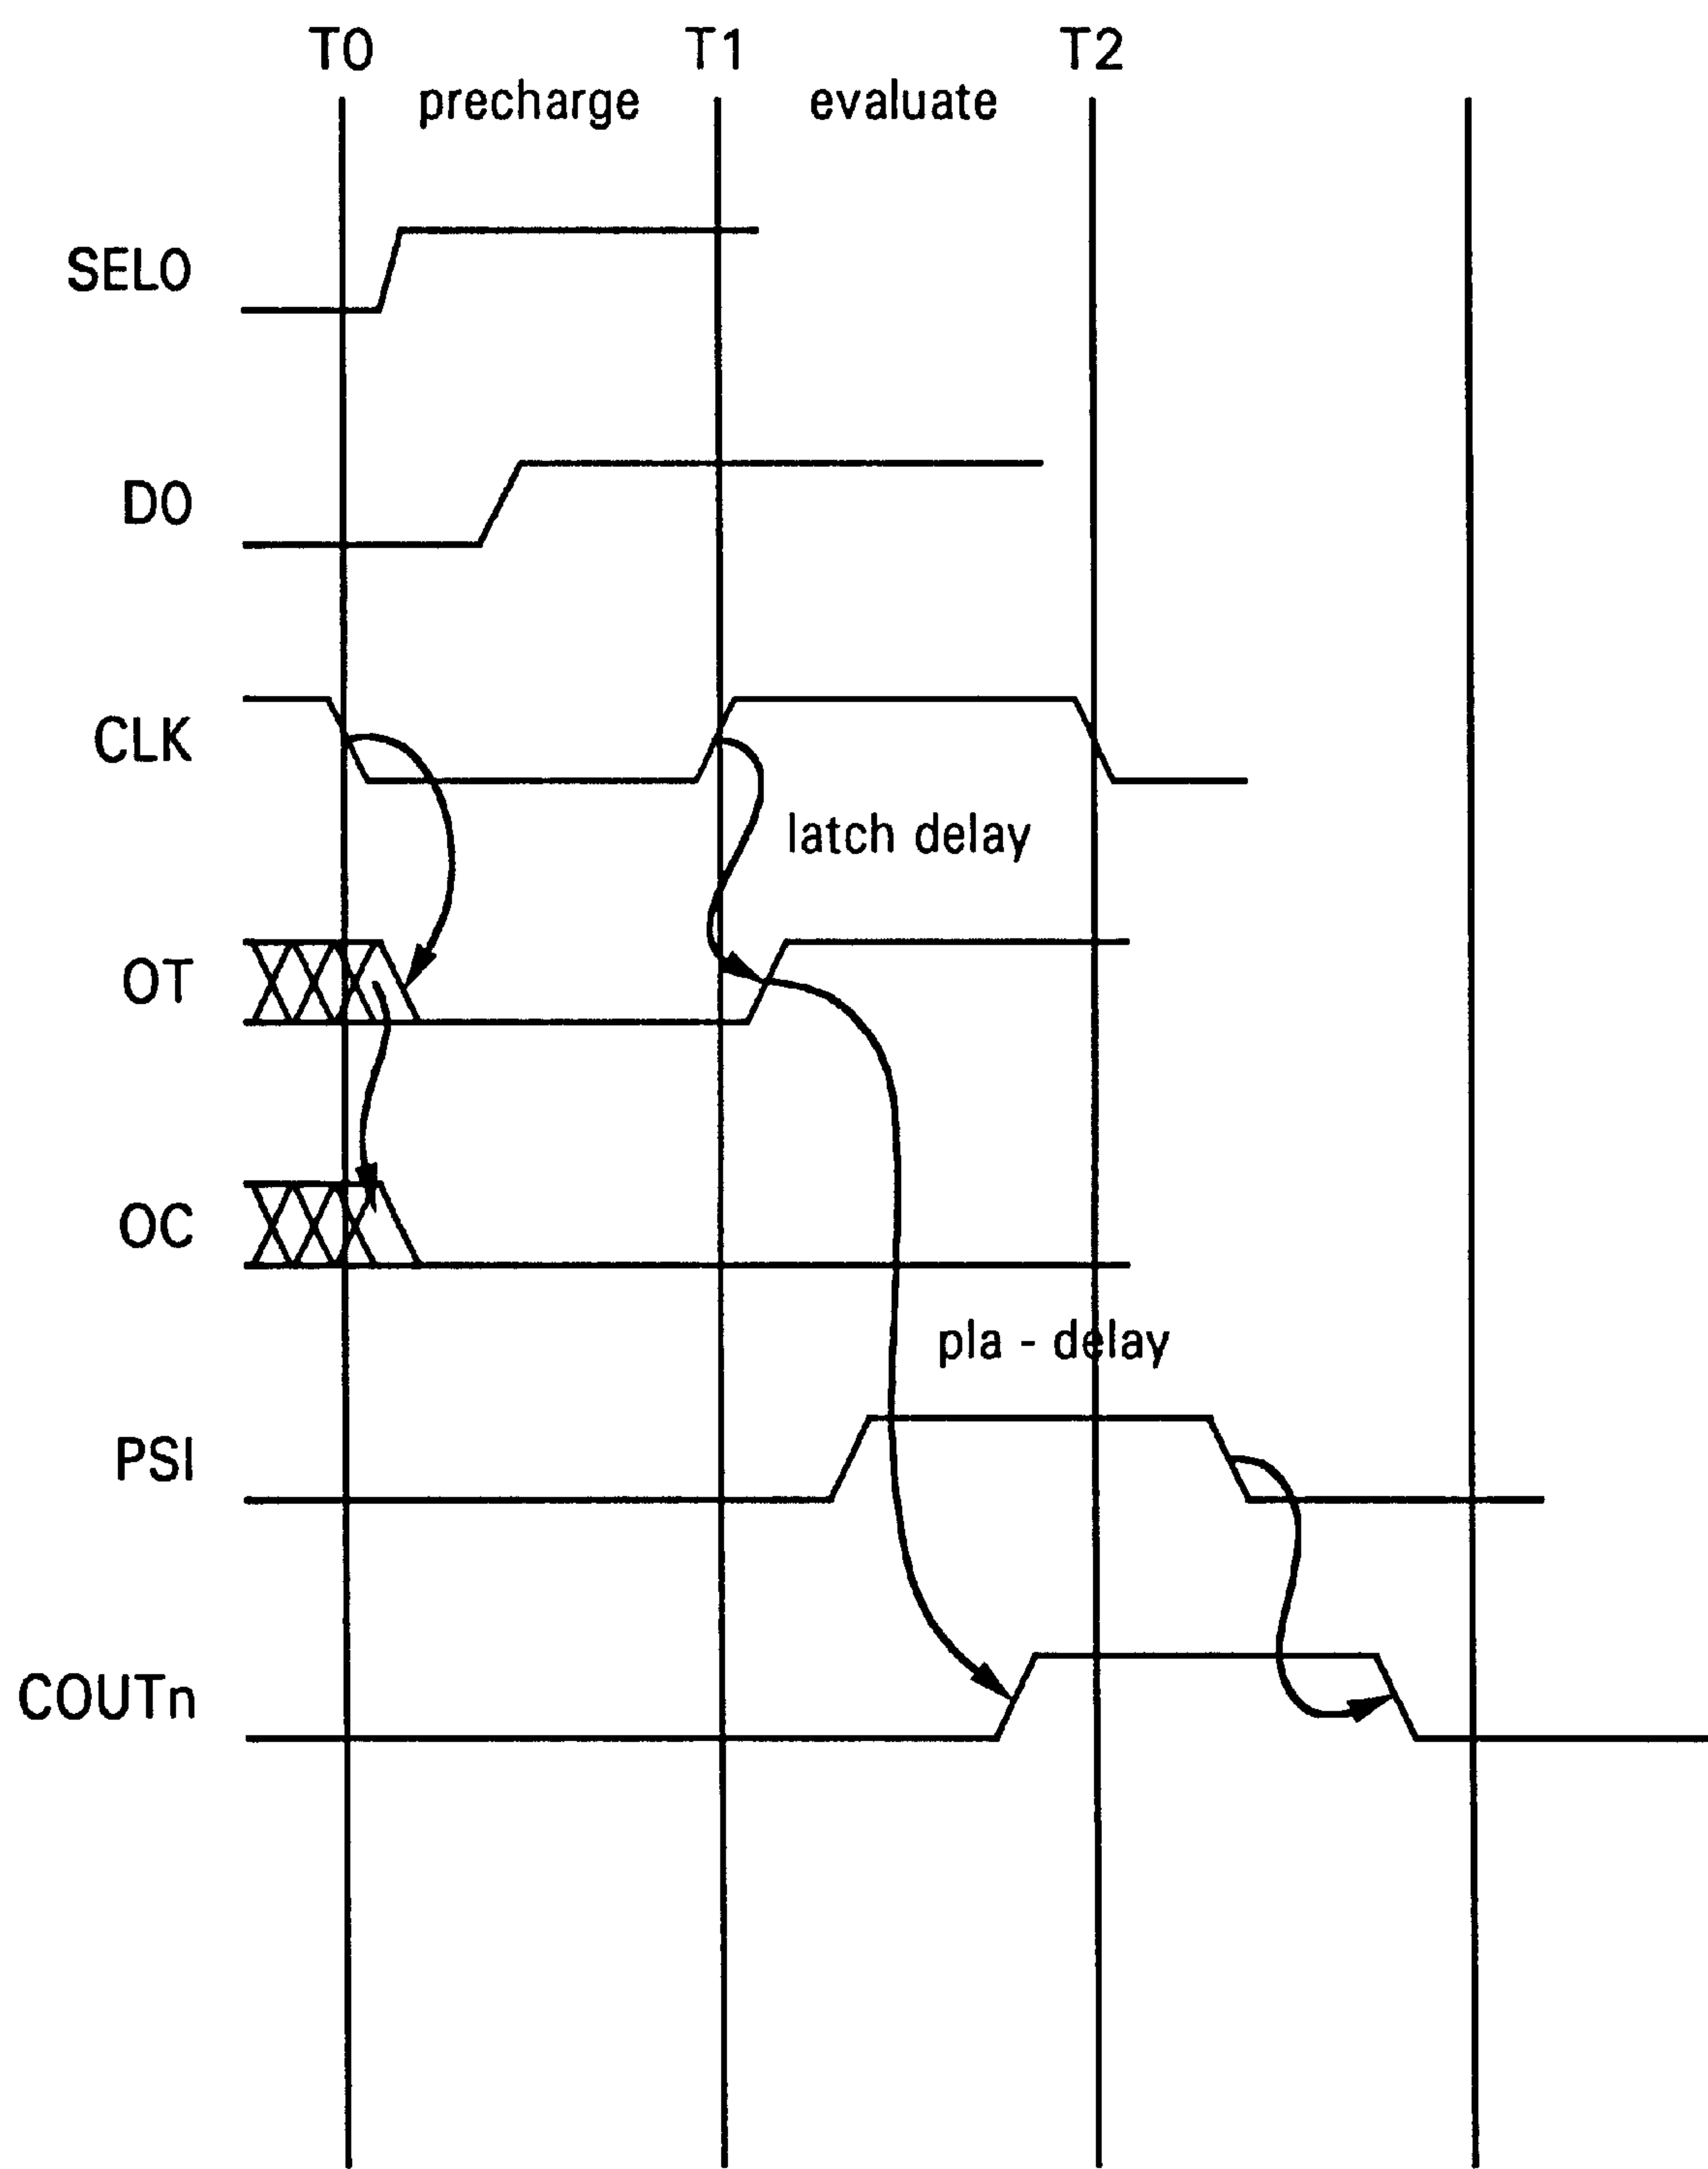 T0 T1 T2
precharge evaluate
SEL0
D0
CLK
latch delay
OT
OC
pla - delay
PSI
COUTn